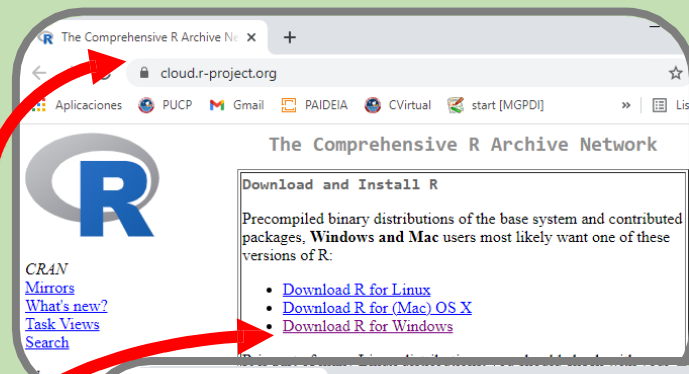 The Comprehensive R Archive Ne
cloud.r-project.org
Aplicaciones PUCP Gmail PAIDEIA CVirtual start [MGPDI] » Lis
R
The Comprehensive R Archive Network
Download and Install R
Precompiled binary distributions of the base system and contributed
packages, Windows and Mac users most likely want one of these
versions of R:
• Download R for Linux
• Download R for (Mac) OS X
• Download R for Windows
CRAN
Mirrors
What's new?
Task Views
Search